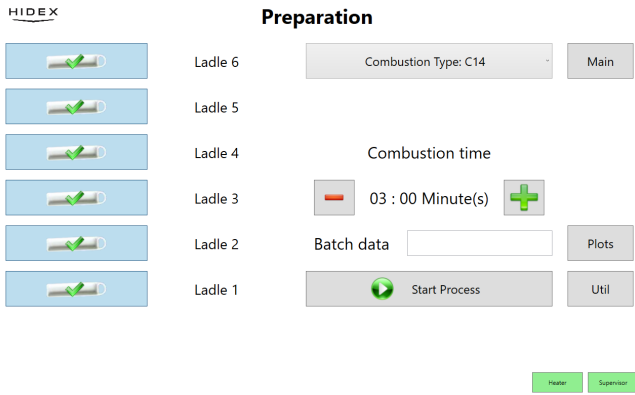 HIDEX
Preparation
Ladle 6
Combustion Type: C14
Main
Ladle 5
Ladle 4
Combustion time
Ladle 3
03 : 00 Minute(s)
Ladle 2
Batch data
Plots
Ladle 1
Start Process
Util
Heater
Supervisor